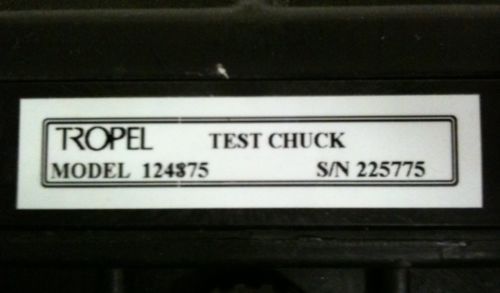 TROPEL TEST CHUCK
MODEL 124875 S/N 225775